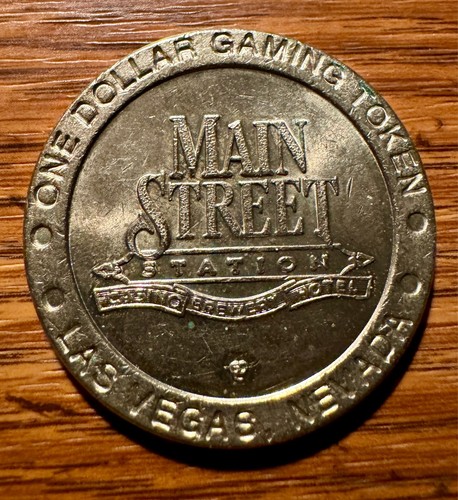 ONE DOLLAR GAMING TOKEN
MAIN
STREET
STATION
CASINO BREWERY HOTEL
LAS VEGAS, NEVADA